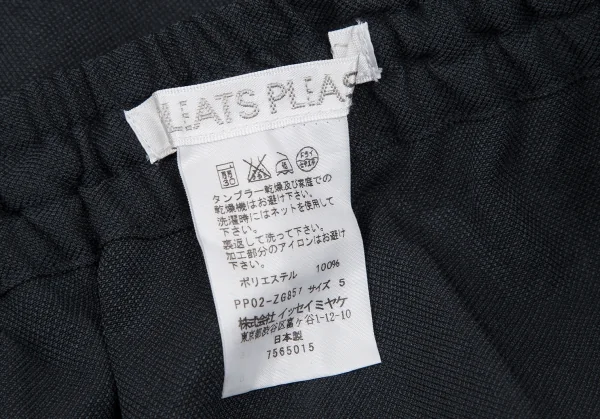 LEATS PLEAS
タンブラー乾燥及び家庭での
乾燥機はお避け下さい。
洗濯時にはネットを使用して
下さい。
裏返して洗って下さい。
加工部分のアイロンはお避け
下さい。
ポリエステル 100%
PP02-ZG851 サイズ 5
株式会社イッセイミヤケ
東京都渋谷区富ヶ谷1-12-10
日本製
7565015